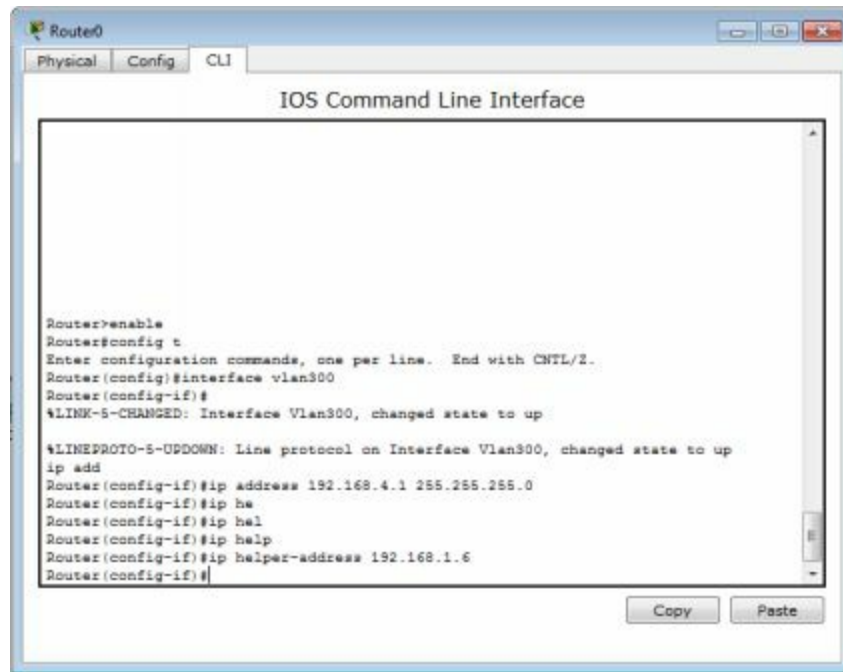 Router0
Physical Config CLI
IOS Command Line Interface
Router>enable
Router#config t
Enter configuration commands, one per line. End with CNTL/Z.
Router(config)#interface vlan300
Router(config-if)#
%LINK-5-CHANGED: Interface Vlan300, changed state to up
%LINEPROTO-5-UPDOWN: Line protocol on Interface Vlan300, changed state to up
ip add
Router(config-if)#ip address 192.168.4.1 255.255.255.0
Router(config-if)#ip he
Router(config-if)#ip hel
Router(config-if)#ip help
Router(config-if)#ip helper-address 192.168.1.6
Router(config-if)#
Copy Paste